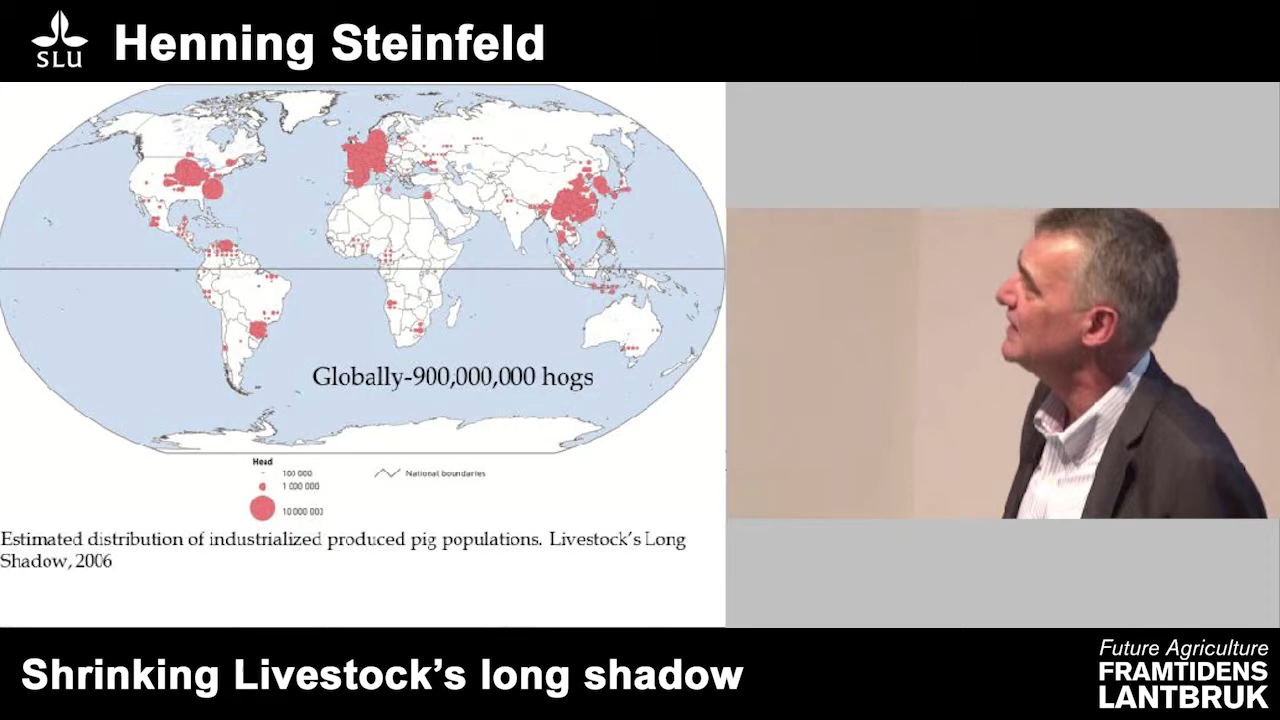 SLU
Henning Steinfeld
Globally-900,000,000 hogs
Head
100 000
National boundaries
1 000 000
10 000 000
Estimated distribution of industrialized produced pig populations. Livestock's Long
Shadow, 2006
Shrinking Livestock's long shadow
Future Agriculture
FRAMTIDENS
LANTBRUK